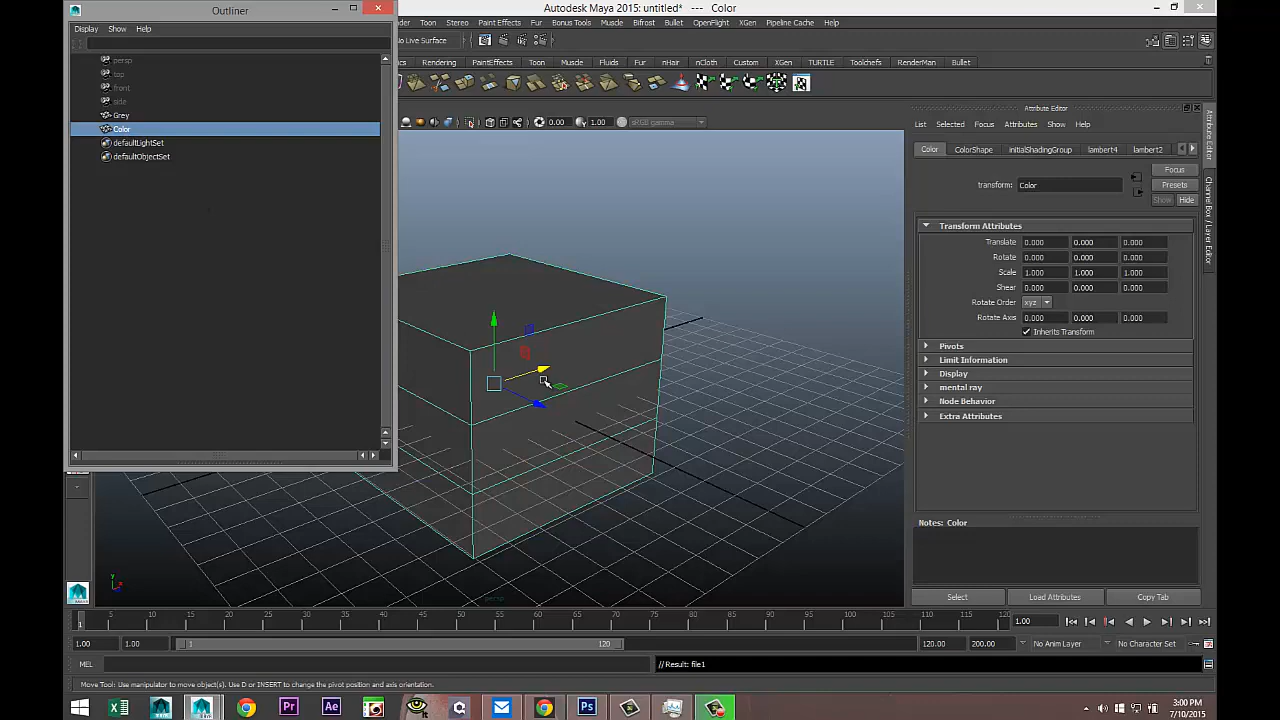 Outliner
Autodesk Maya 2015: untitled*   ---   Color
Display Show Help
der Toon Stereo Paint Effects Fur Bonus Tools Muscle Bifrost Bullet OpenFlight XGen Pipeline Cache
No Live Surface
Rendering PaintEffects Toon Muscle Fluids Fur nHair nCloth Custom XGen TURTLE Toolchefs RenderMan Bullet
persp
top
front
side
Grey
Color
defaultLightSet
defaultObjectSet
0.00 1.00 sRGB gamma
Attribute Editor
List Selected Focus Attributes Show Help
Color ColorShape initialShadingGroup lambert4 lambert2
Focus
transform: Color
Presets
Show Hide
Transform Attributes
Translate 0.000 0.000 0.000
Rotate 0.000 0.000 0.000
Scale 1.000 1.000 1.000
Shear 0.000 0.000 0.000
Rotate Order xyz
Rotate Axis 0.000 0.000 0.000
Inherits Transform
Pivots
Limit Information
Display
mental ray
Node Behavior
Extra Attributes
Notes: Color
Select Load Attributes Copy Tab
Attribute Editor
Channel Box / Layer Editor
persp
5 10 15 20 25 30 35 40 45 50 55 60 65 70 75 80 85 90 95 100 105 110 115 120
1 1.00
1.00 1.00 1 120 120.00 200.00 No Anim Layer No Character Set
MEL // Result: file1
Move Tool: Use manipulator to move object(s). Use D or INSERT to change the pivot position and axis orientation.
3:00 PM
7/10/2015